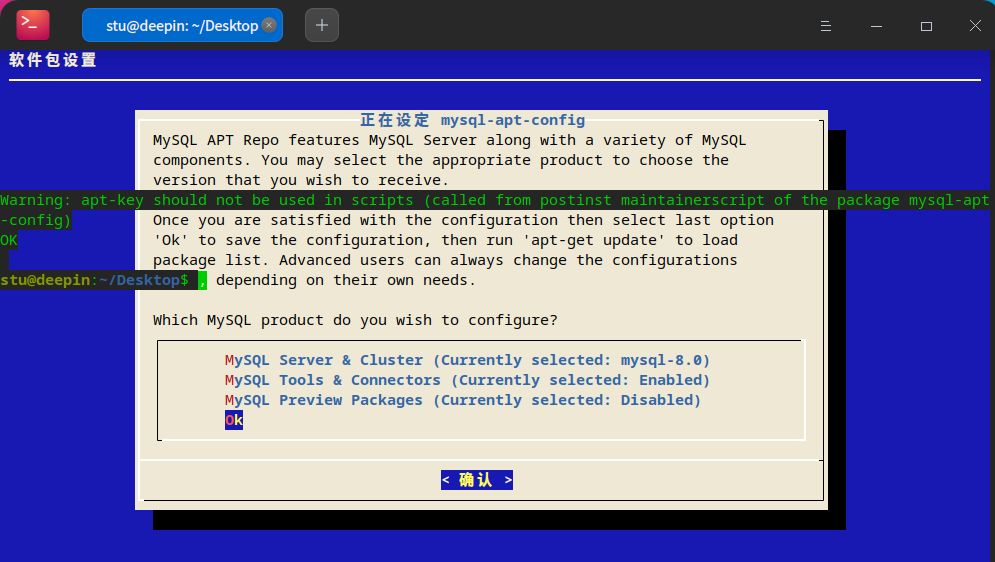 stu@deepin: ~/Desktop
软件包设置
正在设定 mysql-apt-config
MySQL APT Repo features MySQL Server along with a variety of MySQL
components. You may select the appropriate product to choose the
version that you wish to receive.
Warning: apt-key should not be used in scripts (called from postinst maintainerscript of the package mysql-apt
-config)
Once you are satisfied with the configuration then select last option
OK
'Ok' to save the configuration, then run 'apt-get update' to load
package list. Advanced users can always change the configurations
stu@deepin:~/Desktop$ , depending on their own needs.
Which MySQL product do you wish to configure?
MySQL Server & Cluster (Currently selected: mysql-8.0)
MySQL Tools & Connectors (Currently selected: Enabled)
MySQL Preview Packages (Currently selected: Disabled)
Ok
< 确认 >